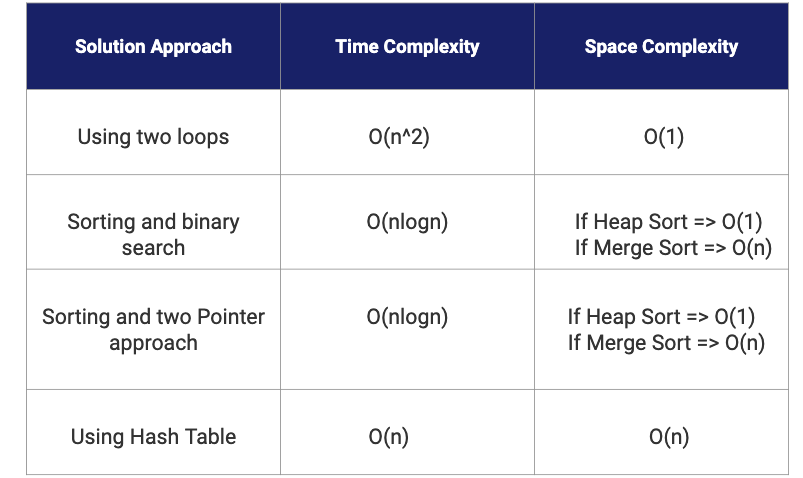 Solution Approach
Time Complexity
Space Complexity
Using two loops
O(n^2)
O(1)
Sorting and binary
search
O(nlogn)
If Heap Sort => O(1)
If Merge Sort => O(n)
Sorting and two Pointer
approach
O(nlogn)
If Heap Sort => O(1)
If Merge Sort => O(n)
Using Hash Table
O(n)
O(n)